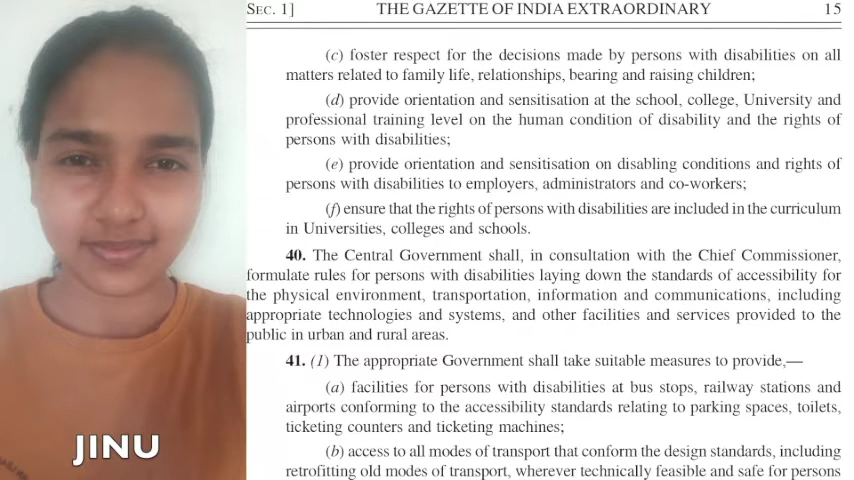 SEC. 1] THE GAZETTE OF INDIA EXTRAORDINARY 15
(c) foster respect for the decisions made by persons with disabilities on all
matters related to family life, relationships, bearing and raising children;
(d) provide orientation and sensitisation at the school, college, University and
professional training level on the human condition of disability and the rights of
persons with disabilities;
(e) provide orientation and sensitisation on disabling conditions and rights of
persons with disabilities to employers, administrators and co-workers;
(f) ensure that the rights of persons with disabilities are included in the curriculum
in Universities, colleges and schools.
40. The Central Government shall, in consultation with the Chief Commissioner,
formulate rules for persons with disabilities laying down the standards of accessibility for
the physical environment, transportation, information and communications, including
appropriate technologies and systems, and other facilities and services provided to the
public in urban and rural areas.
41. (1) The appropriate Government shall take suitable measures to provide,—
(a) facilities for persons with disabilities at bus stops, railway stations and
airports conforming to the accessibility standards relating to parking spaces, toilets,
ticketing counters and ticketing machines;
(b) access to all modes of transport that conform the design standards, including
retrofitting old modes of transport, wherever technically feasible and safe for persons
JINU